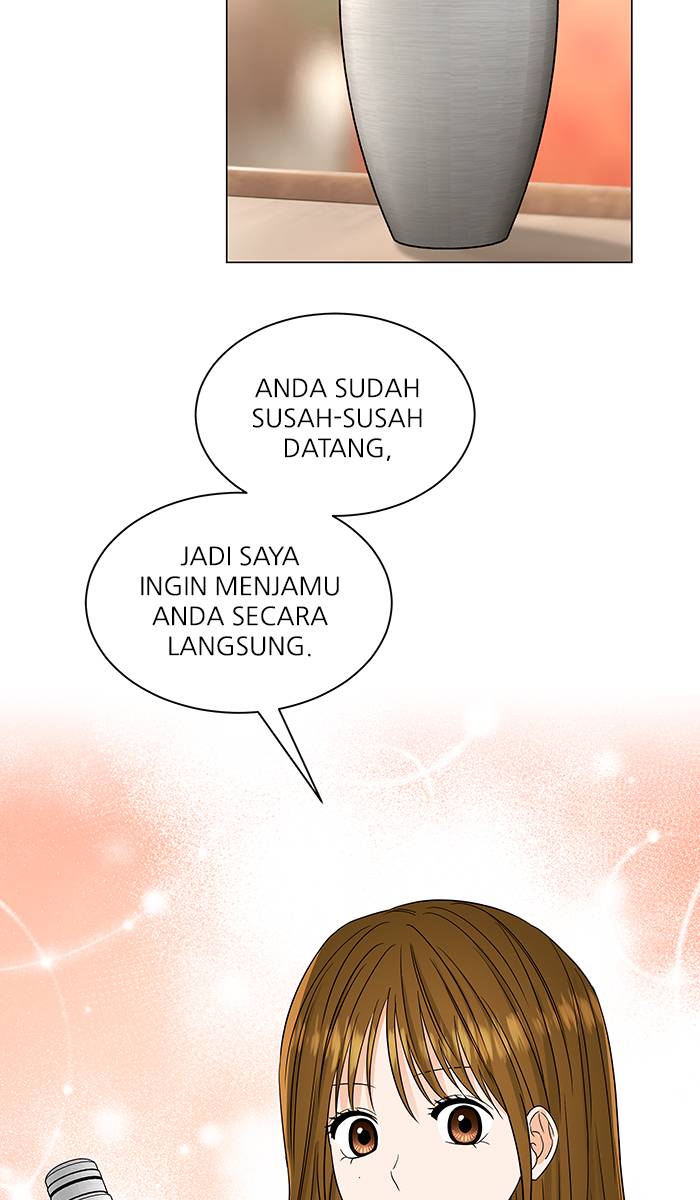 ANDA SUDAH
SUSAH-SUSAH
DATANG,
JADI SAYA
INGIN MENJAMU
ANDA SECARA
LANGSUNG.